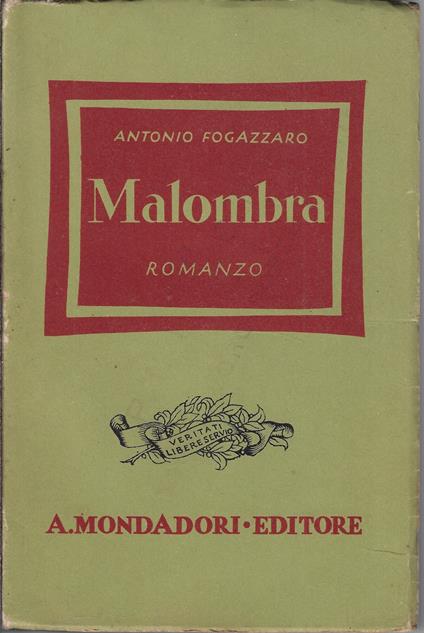 ANTONIO FOGAZZARO
Malombra
ROMANZO
VERITATI
LIBERE SERVIO
A. MONDADORI · EDITORE